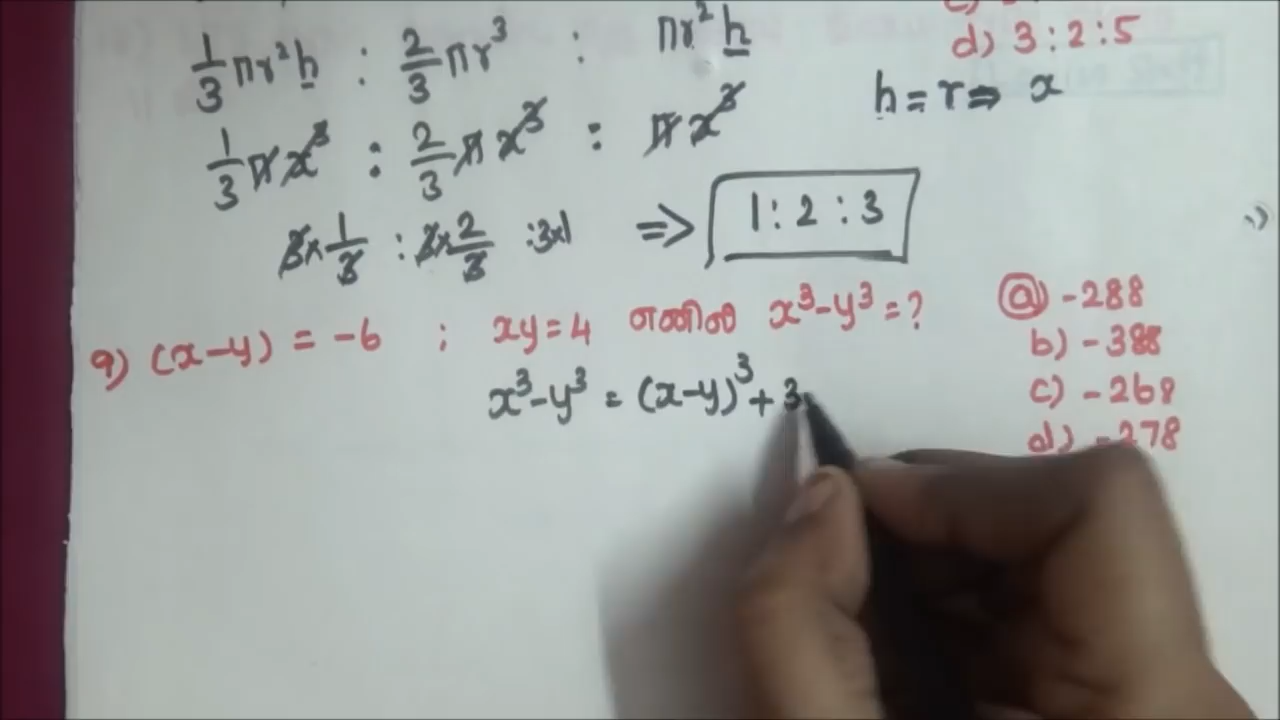 d) 3:2:5
1/3 πr²h : 2/3 πr³ : πr²h
h = r ⇒ x
1/3 πx³ : 2/3 πx³ : πx³
3×1/3 : 3×2/3 : 3×1 ⇒ 1:2:3
9) (x-y) = -6 ; xy=4 எனில் x³-y³=?
a) -288
b) -388
c) -268
d) -278
x³-y³ = (x-y)³+3